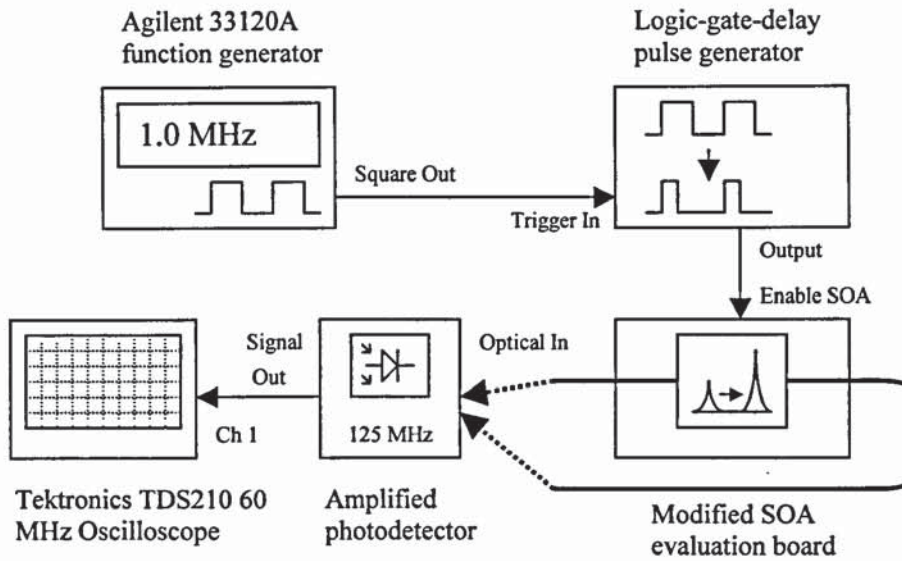 Agilent 33120A
function generator
Logic-gate-delay
pulse generator
1.0 MHz
Square Out
Trigger In
Output
Enable SOA
Signal
Out
Optical In
Ch 1
125 MHz
Tektronics TDS210 60
MHz Oscilloscope
Amplified
photodetector
Modified SOA
evaluation board